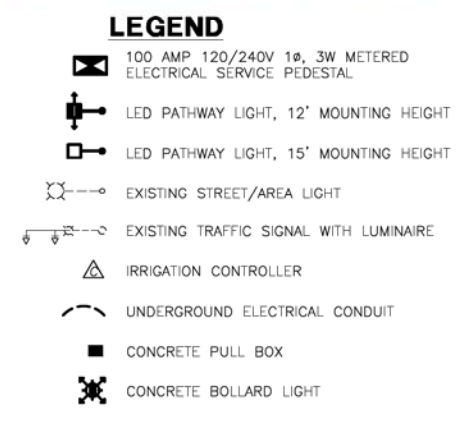 LEGEND
100 AMP 120/240V 1ø, 3W METERED
ELECTRICAL SERVICE PEDESTAL
LED PATHWAY LIGHT, 12' MOUNTING HEIGHT
LED PATHWAY LIGHT, 15' MOUNTING HEIGHT
EXISTING STREET/AREA LIGHT
EXISTING TRAFFIC SIGNAL WITH LUMINAIRE
C IRRIGATION CONTROLLER
UNDERGROUND ELECTRICAL CONDUIT
CONCRETE PULL BOX
CONCRETE BOLLARD LIGHT